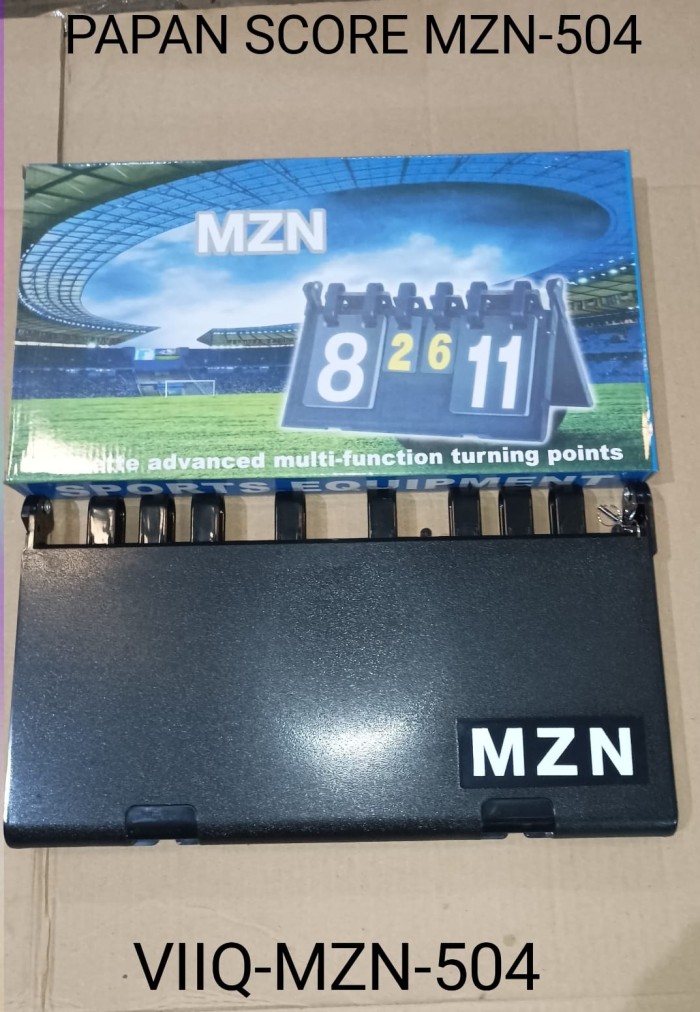 PAPAN SCORE MZN-504
MZN
8 2 6 11
advanced multi-function turning points
SPORTS EQUIPMENT
MZN
VIIQ-MZN-504